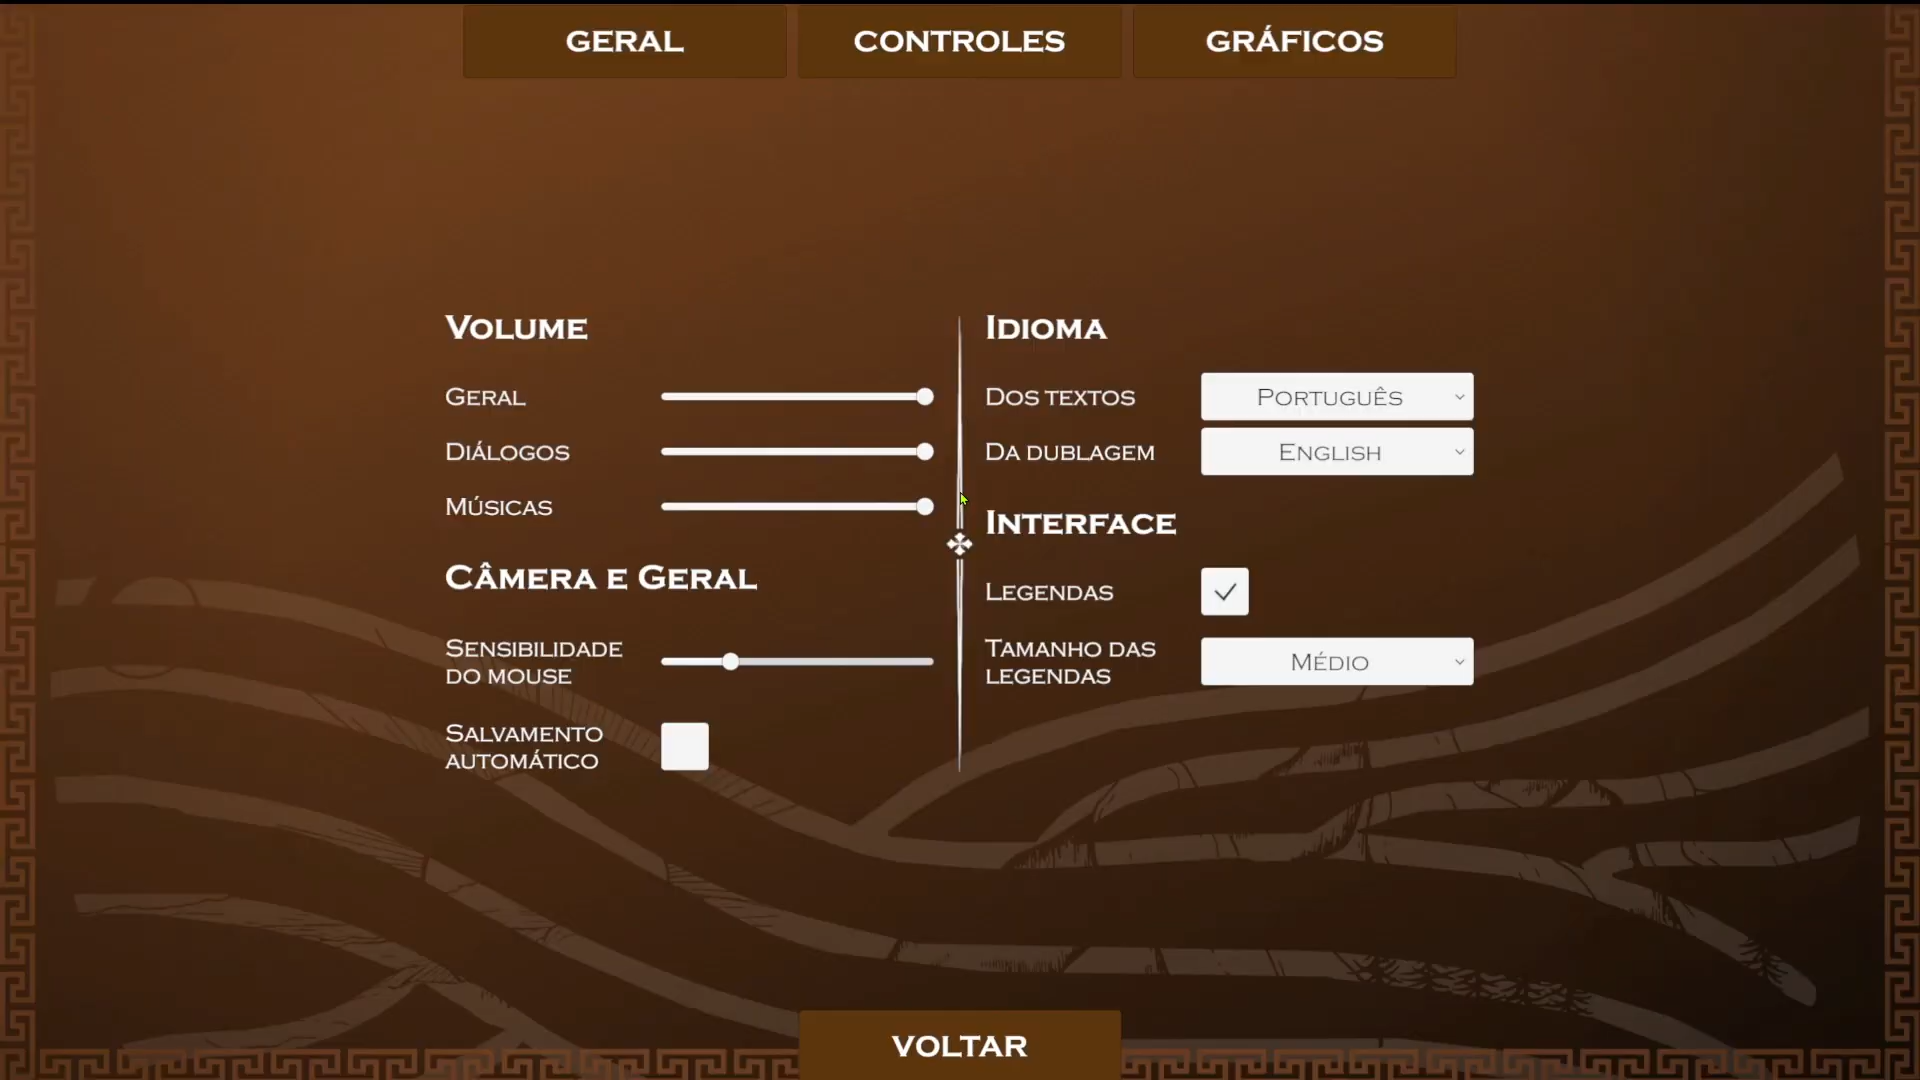 GERAL
CONTROLES
GRÁFICOS
VOLUME
GERAL
DIÁLOGOS
MÚSICAS
CÂMERA E GERAL
SENSIBILIDADE
DO MOUSE
SALVAMENTO
AUTOMÁTICO
IDIOMA
DOS TEXTOS
PORTUGUÊS
DA DUBLAGEM
ENGLISH
INTERFACE
LEGENDAS
TAMANHO DAS
LEGENDAS
MÉDIO
VOLTAR